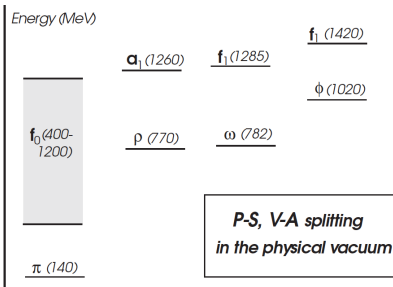 Energy (MeV)
f1 (1420)
a1 (1260)
f1 (1285)
ϕ (1020)
f0 (400-
1200)
ρ (770)
ω (782)
P-S, V-A splitting
in the physical vacuum
π (140)